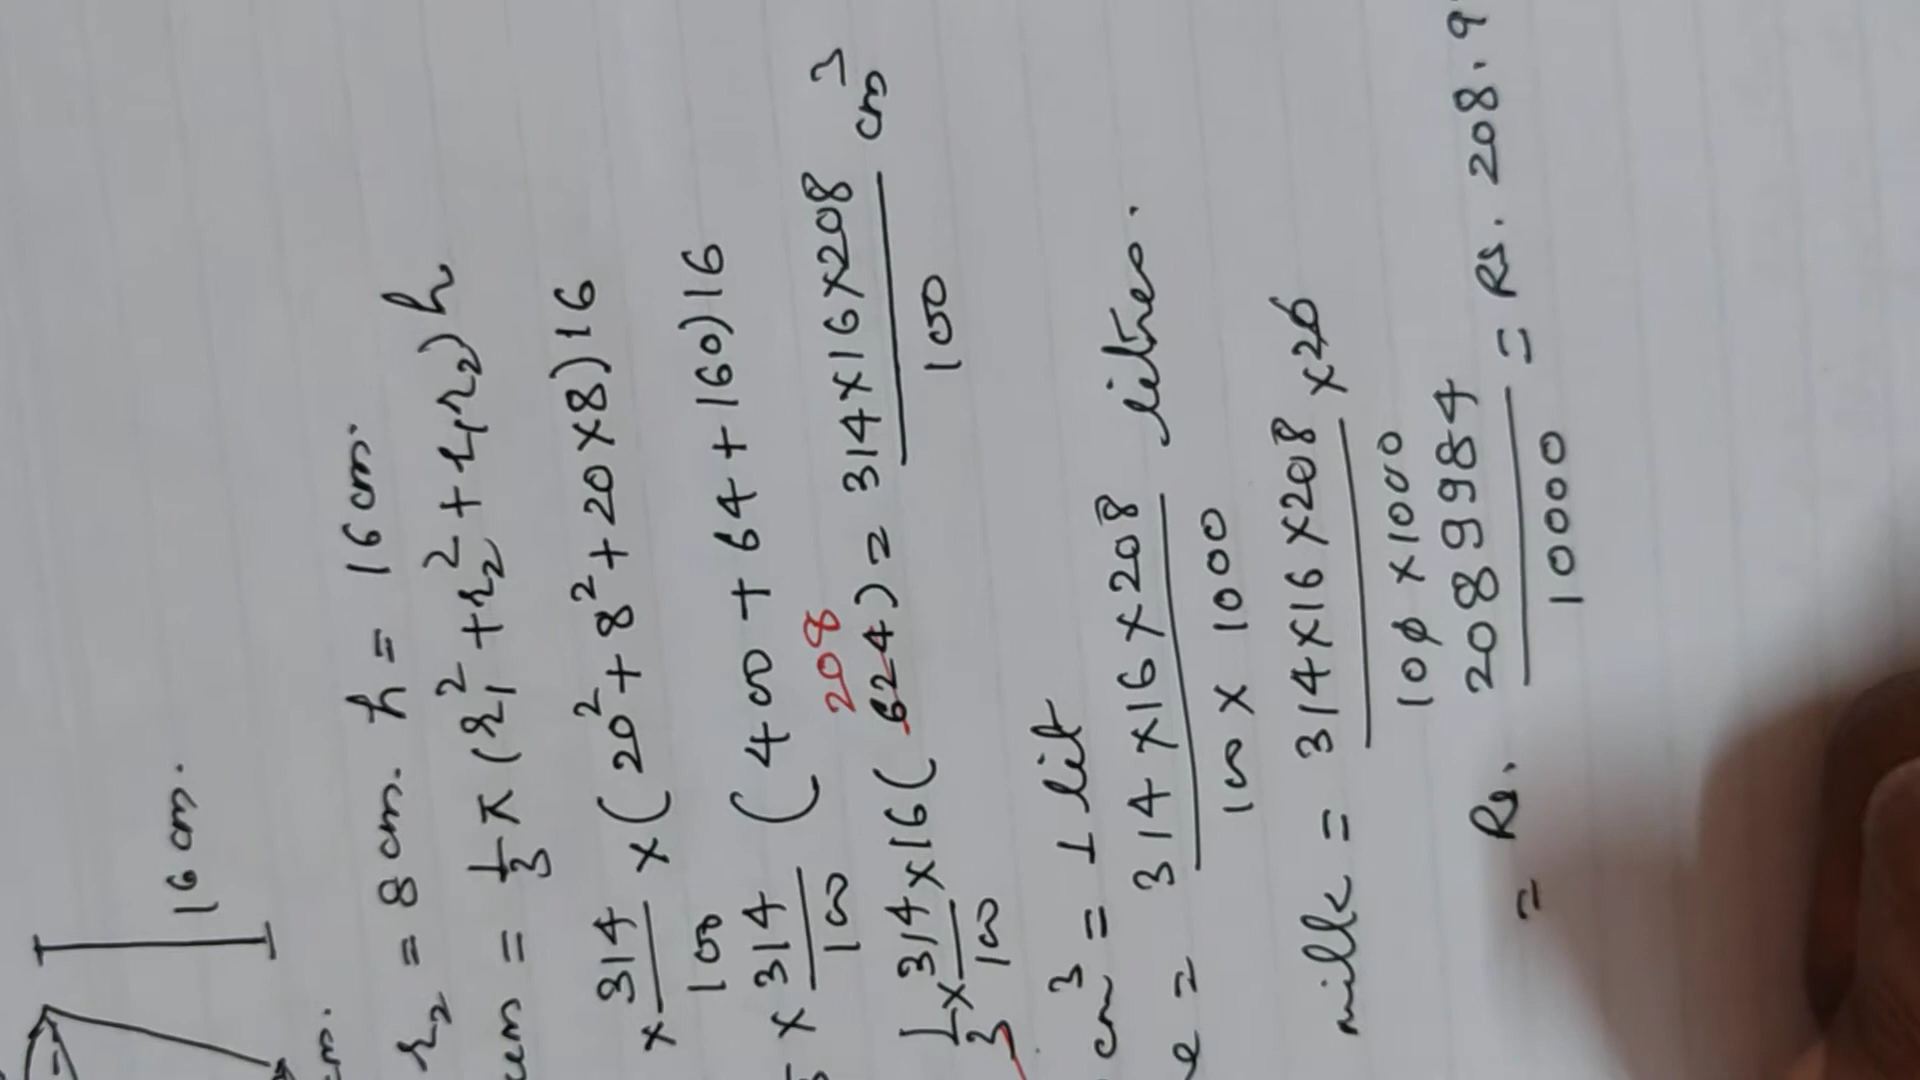 16 cm.
cm. r₂ = 8 cm. h = 16 cm.
= 1/3 π (r₁² + r₂² + r₁r₂) h
× 314/100 × (20² + 8² + 20 × 8) 16
× 314/100 (400 + 64 + 160) 16
208
1/3 × 314/100 × 16 (624) = 314 × 16 × 208/100 cm³
cm³ = 1 lit
= 314 × 16 × 208/100 × 1000 litres.
milk = 314 × 16 × 208/100 × 1000 × 20
= Rs. 2089984/1000 = Rs. 208.9